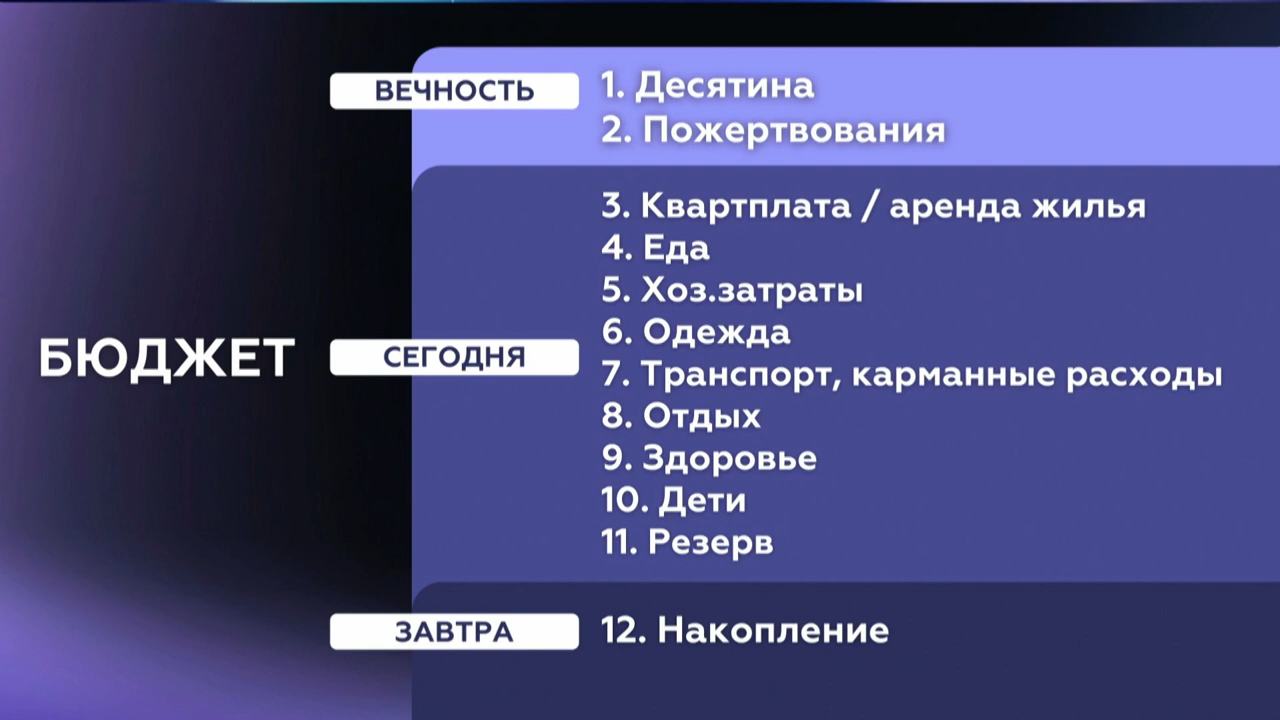 БЮДЖЕТ
ВЕЧНОСТЬ
1. Десятина
2. Пожертвования
СЕГОДНЯ
3. Квартплата / аренда жилья
4. Еда
5. Хоз.затраты
6. Одежда
7. Транспорт, карманные расходы
8. Отдых
9. Здоровье
10. Дети
11. Резерв
ЗАВТРА
12. Накопление